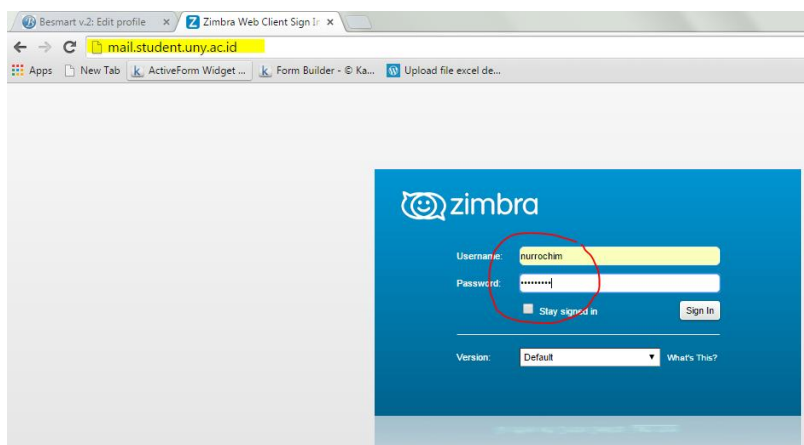 Besmart v.2: Edit profile × Zimbra Web Client Sign In ×
mail.student.uny.ac.id
Apps New Tab ActiveForm Widget ... Form Builder - © Ka... Upload file excel de...
zimbra
Username: nurrochim
Password: •••••••••
Stay signed in Sign In
Version: Default What's This?